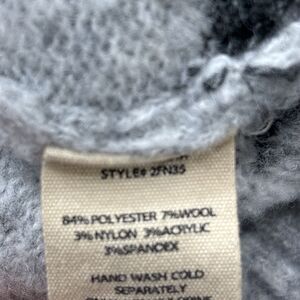 STYLE# 2FN35
84% POLYESTER 7% WOOL
3% NYLON 3% ACRYLIC
3% SPANDEX
HAND WASH COLD
SEPARATELY